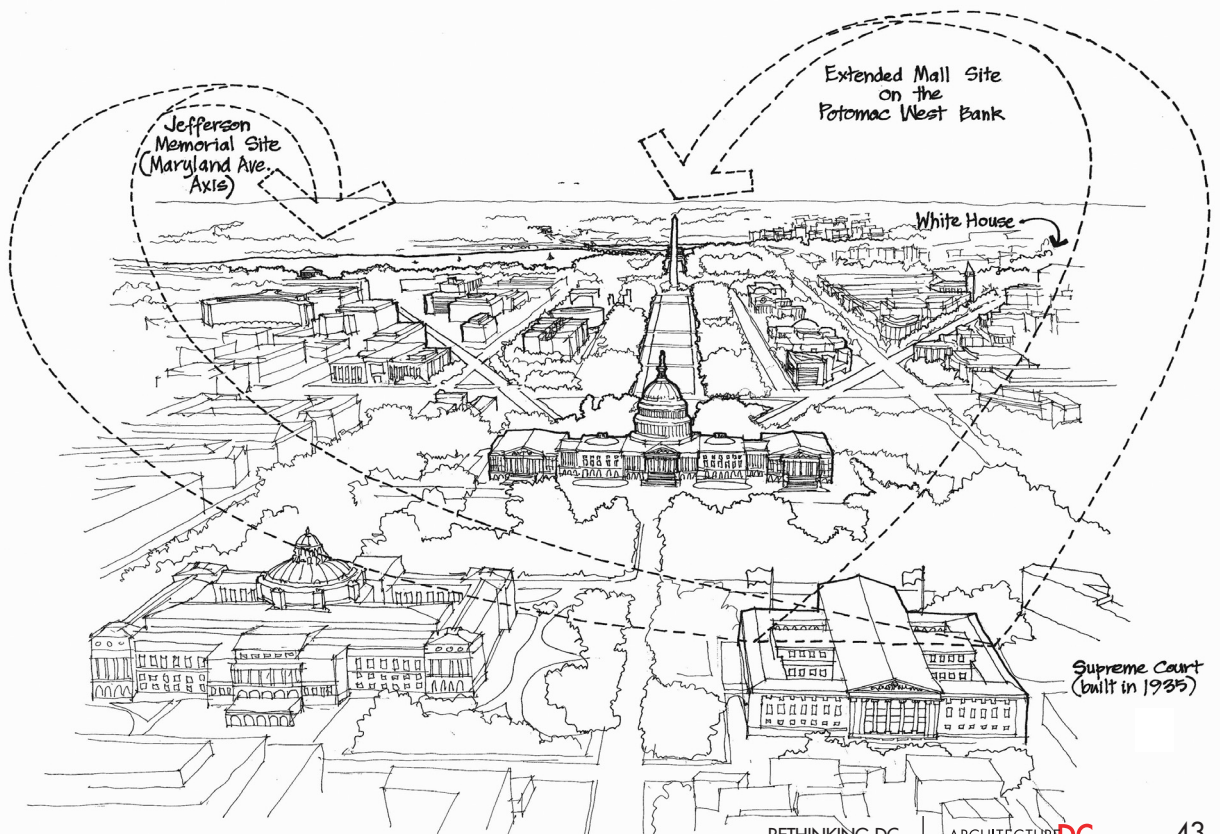 Extended Mall Site
on the
Potomac West Bank
Jefferson
Memorial Site
(Maryland Ave.
Axis)
White House
Supreme Court
(built in 1935)
RETHINKING DC | ARCHITECTUREDC 43